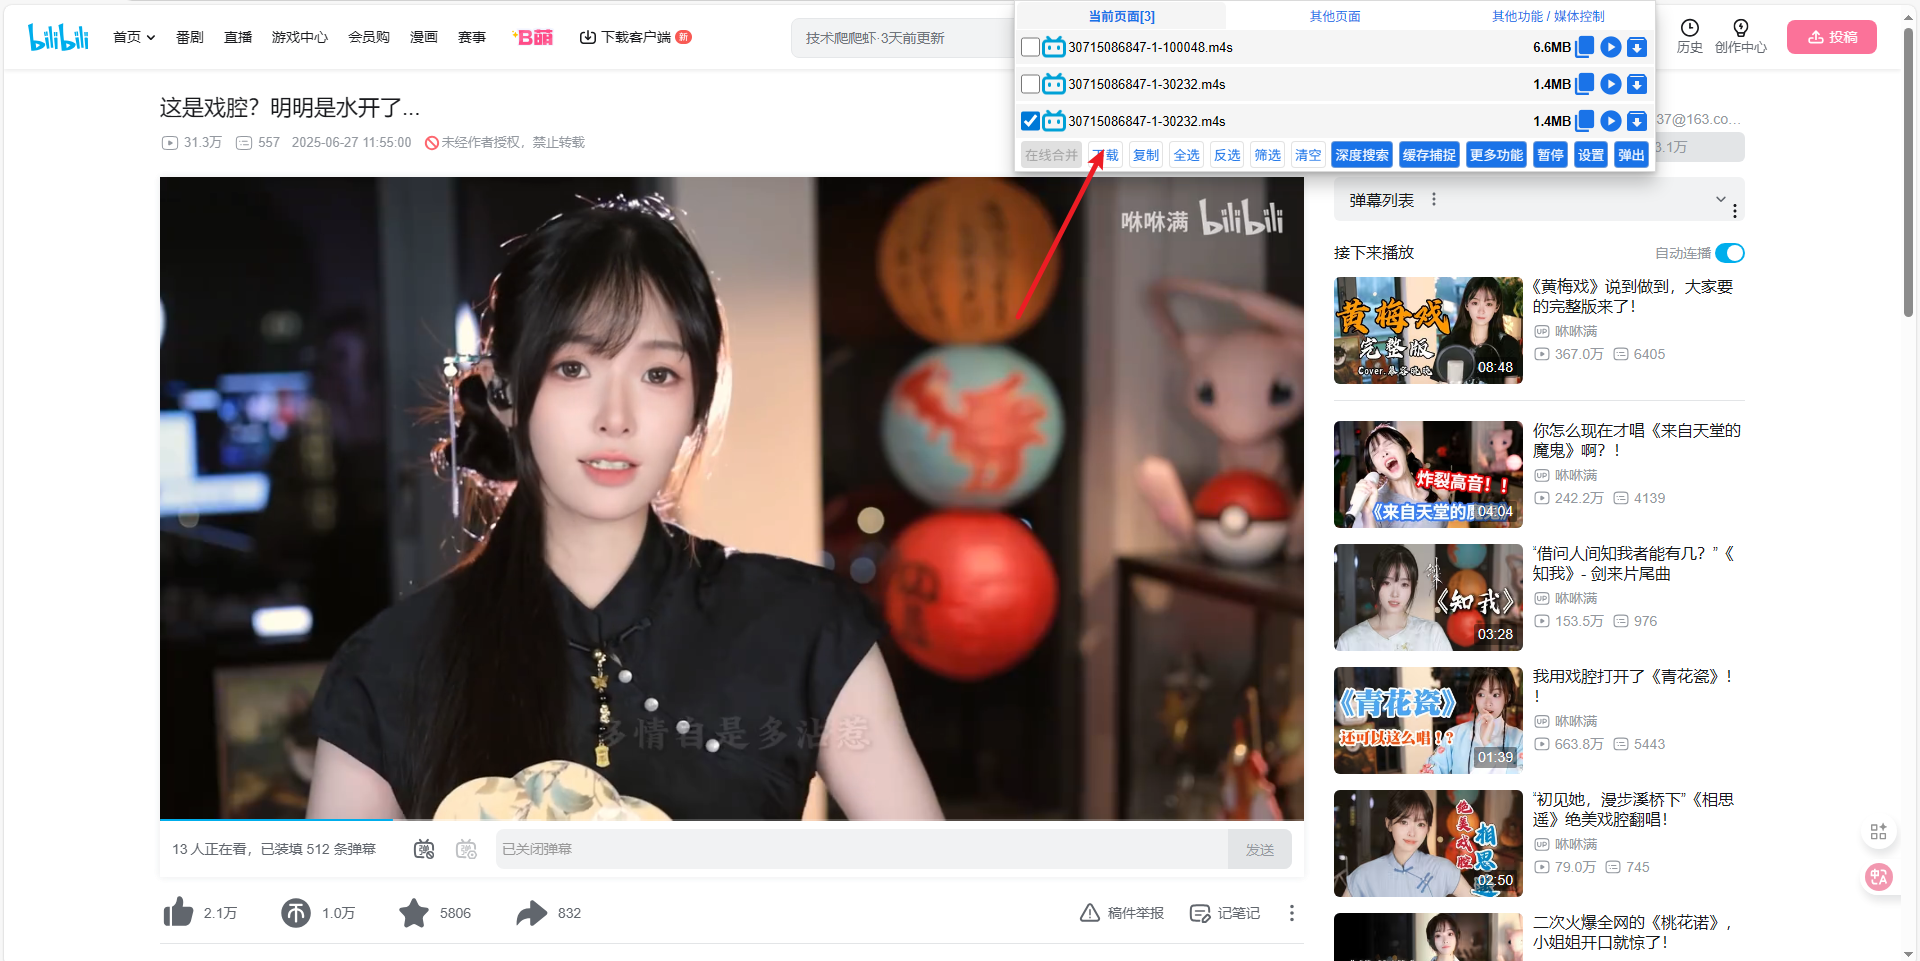 bilibili
首页
番剧
直播
游戏中心
会员购
漫画
赛事
B萌
下载客户端
新
技术爬爬虾·3天前更新
历史
创作中心
投稿
当前页面[3]
其他页面
其他功能 / 媒体控制
30715086847-1-100048.m4s
6.6MB
30715086847-1-30232.m4s
1.4MB
30715086847-1-30232.m4s
1.4MB
在线合并
下载
复制
全选
反选
筛选
清空
深度搜索
缓存捕捉
更多功能
暂停
设置
弹出
这是戏腔？明明是水开了...
31.3万
557
2025-06-27 11:55:00
未经作者授权，禁止转载
37@163.co...
3.1万
咻咻满 bilibili
多情自是多沾惹
13 人正在看，已装填 512 条弹幕
已关闭弹幕
发送
2.1万
1.0万
5806
832
稿件举报
记笔记
弹幕列表
接下来播放
自动连播
黄梅戏
完整版
Cover.慕容晓晓
08:48
《黄梅戏》说到做到，大家要
的完整版来了！
UP 咻咻满
367.0万
6405
炸裂高音！！
《来自天堂的
04:04
你怎么现在才唱《来自天堂的
魔鬼》啊？！
UP 咻咻满
242.2万
4139
《知我》
03:28
“借问人间知我者能有几？”《
知我》- 剑来片尾曲
UP 咻咻满
153.5万
976
《青花瓷》
还可以这么唱！？
01:39
我用戏腔打开了《青花瓷》！
！
UP 咻咻满
663.8万
5443
绝美戏腔
相思遥
02:50
“初见她，漫步溪桥下”《相思
遥》绝美戏腔翻唱！
UP 咻咻满
79.0万
745
二次火爆全网的《桃花诺》，
小姐姐开口就惊了！